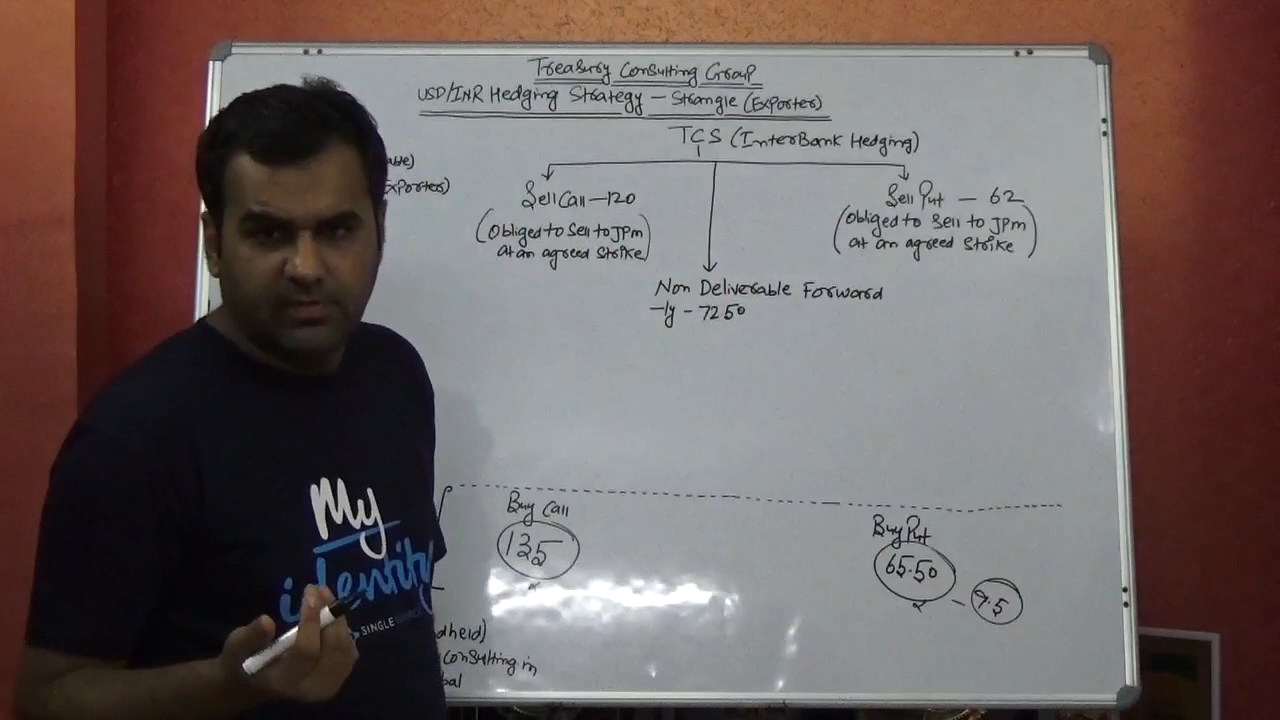 Treasury Consulting Group
USD/INR Hedging Strategy - Strangle (Exporter)
TCS (InterBank Hedging)
Exporters)
Sell Call - 120
(Obliged to Sell to JPM
at an agreed Strike)
Sell Put - 62
(Obliged to Sell to JPM
at an agreed Strike)
Non Deliverable Forward
-1y - 7250
Buy Call
135
Buy Put
65.50
- 9.5
My
identity
SINGLE
Consulting in